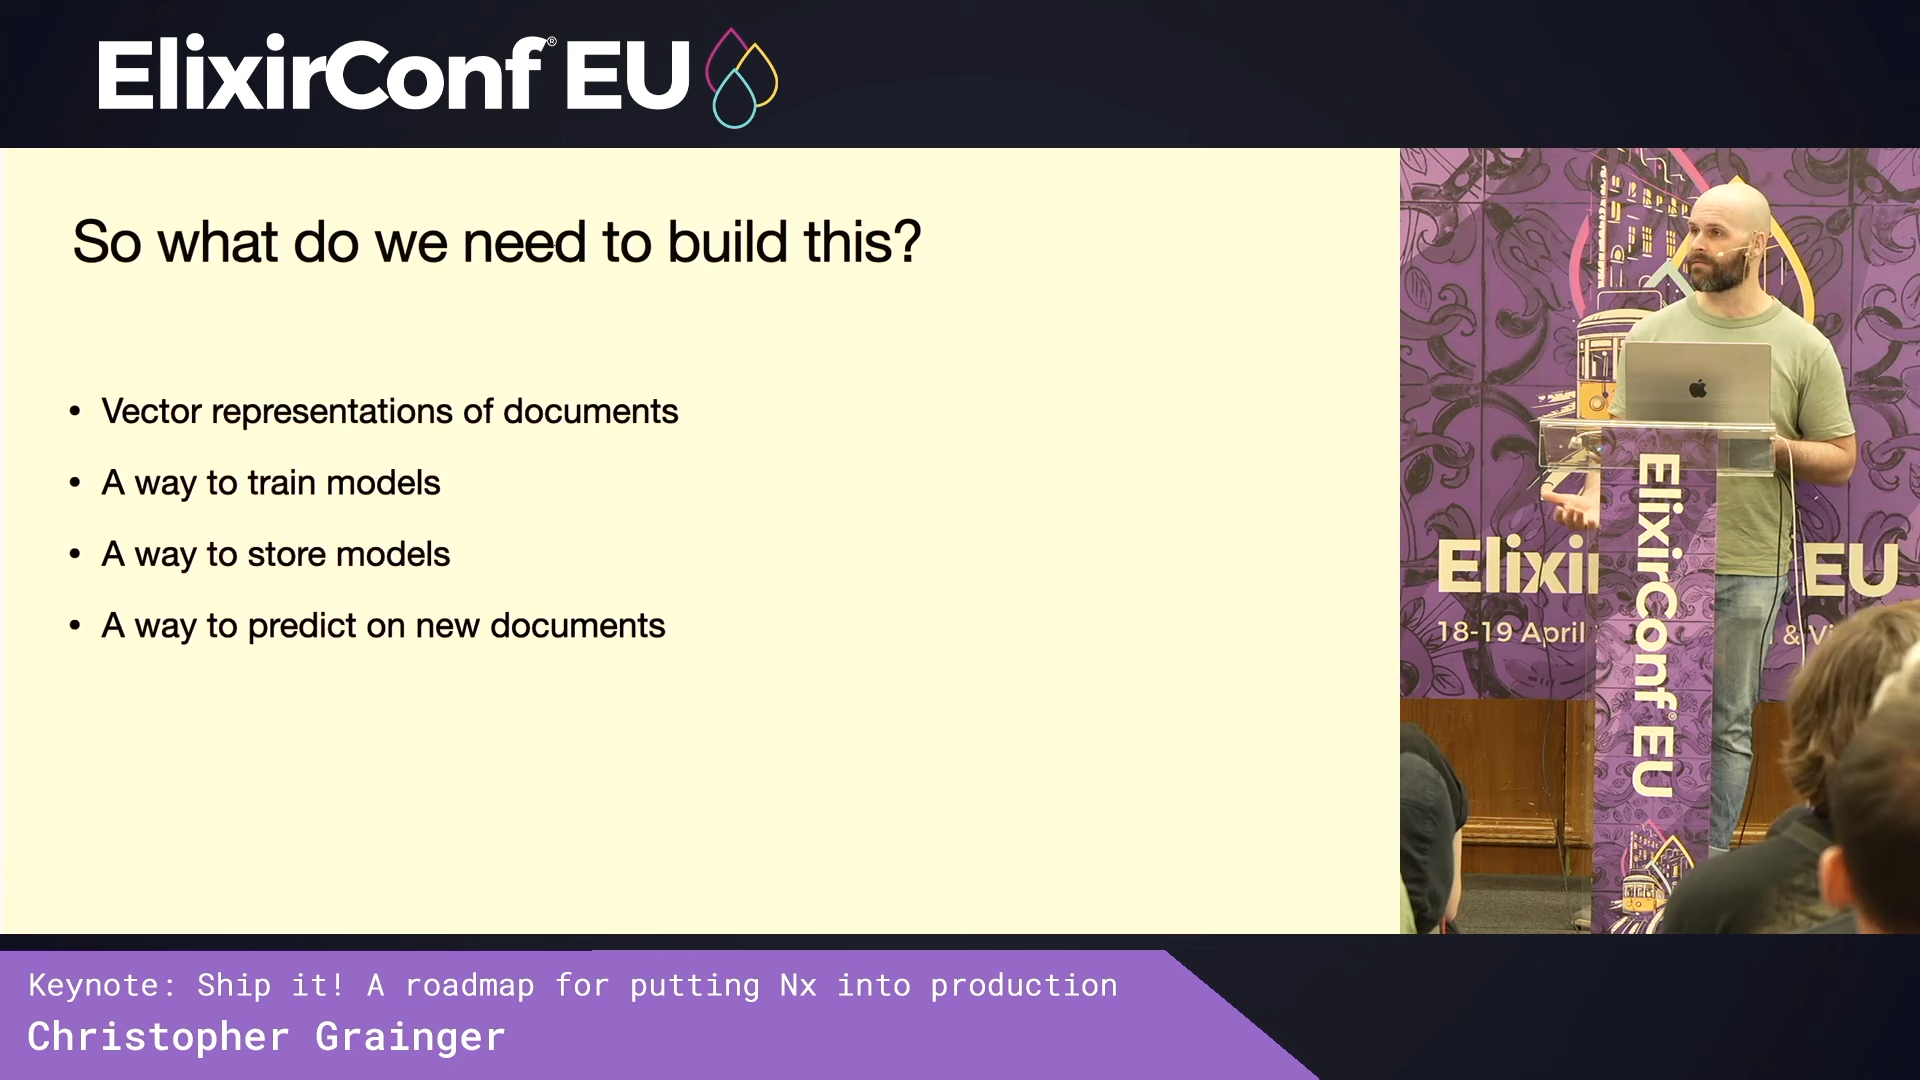 ElixirConf® EU
So what do we need to build this?
• Vector representations of documents
• A way to train models
• A way to store models
• A way to predict on new documents
Elixir EU
18-19 April & Vi
ElixirConf® EU
Keynote: Ship it! A roadmap for putting Nx into production
Christopher Grainger